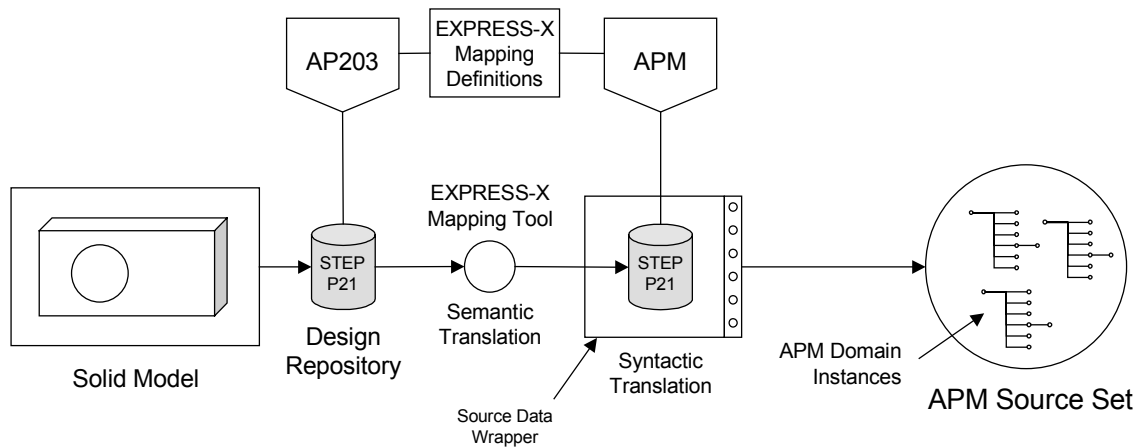 AP203
EXPRESS-X
Mapping
Definitions
APM
EXPRESS-X
Mapping Tool
STEP
P21
STEP
P21
Semantic
Translation
Design
Repository
Solid Model
Syntactic
Translation
Source Data
Wrapper
APM Domain
Instances
APM Source Set